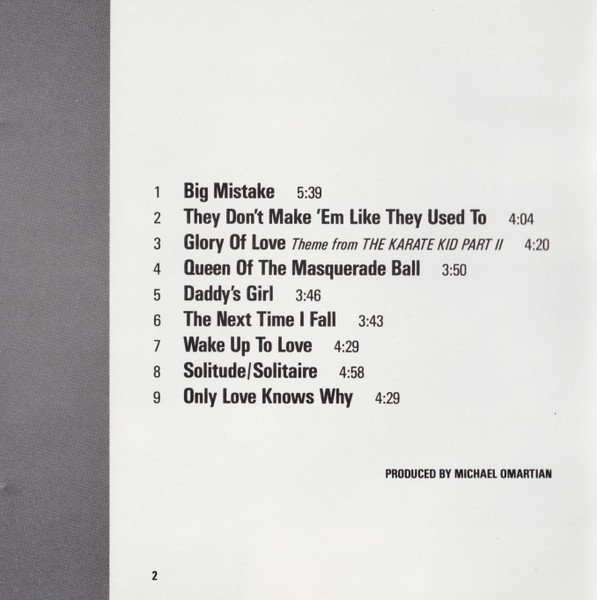 1 Big Mistake 5:39
2 They Don't Make 'Em Like They Used To 4:04
3 Glory Of Love Theme from THE KARATE KID PART II 4:20
4 Queen Of The Masquerade Ball 3:50
5 Daddy's Girl 3:46
6 The Next Time I Fall 3:43
7 Wake Up To Love 4:29
8 Solitude/Solitaire 4:58
9 Only Love Knows Why 4:29
PRODUCED BY MICHAEL OMARTIAN
2